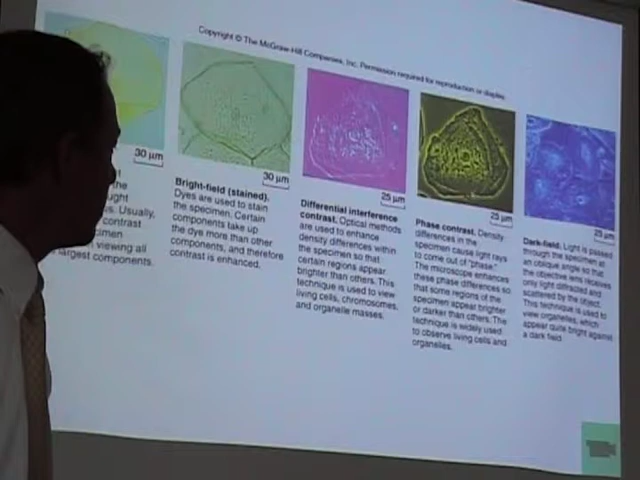 Copyright © The McGraw-Hill Companies, Inc. Permission required for reproduction or display.
30 µm
the
Usually,
contrast
viewing all
largest components.
30 µm
Bright-field (stained).
Dyes are used to stain
the specimen. Certain
components take up
the dye more than other
components, and therefore
contrast is enhanced.
25 µm
Differential interference
contrast. Optical methods
are used to enhance
density differences within
the specimen so that
certain regions appear
brighter than others. This
technique is used to view
living cells, chromosomes,
and organelle masses.
25 µm
Phase contrast. Density
differences in the
specimen cause light rays
to come out of "phase."
The microscope enhances
these phase differences so
that some regions of the
specimen appear brighter
or darker than others. The
technique is widely used
to observe living cells and
organelles.
25 µm
Dark-field. Light is passed
through the specimen at
an oblique angle so that
the objective lens receives
only light diffracted and
scattered by the object.
This technique is used to
view organelles, which
appear quite bright against
a dark field.